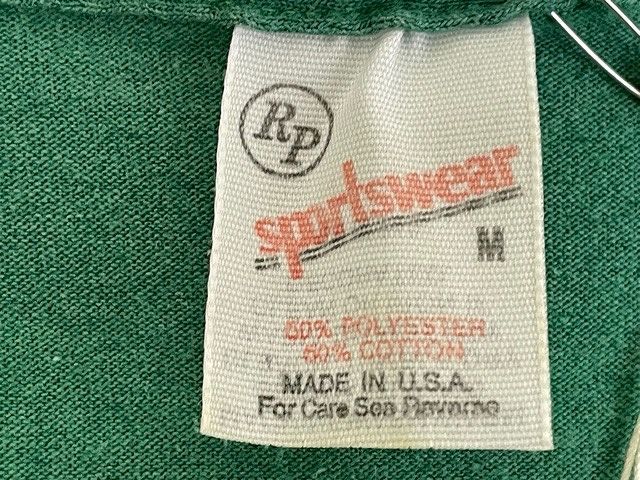 RP
sportswear
M
50% POLYESTER
50% COTTON
MADE IN U.S.A.
For Care See Reverse